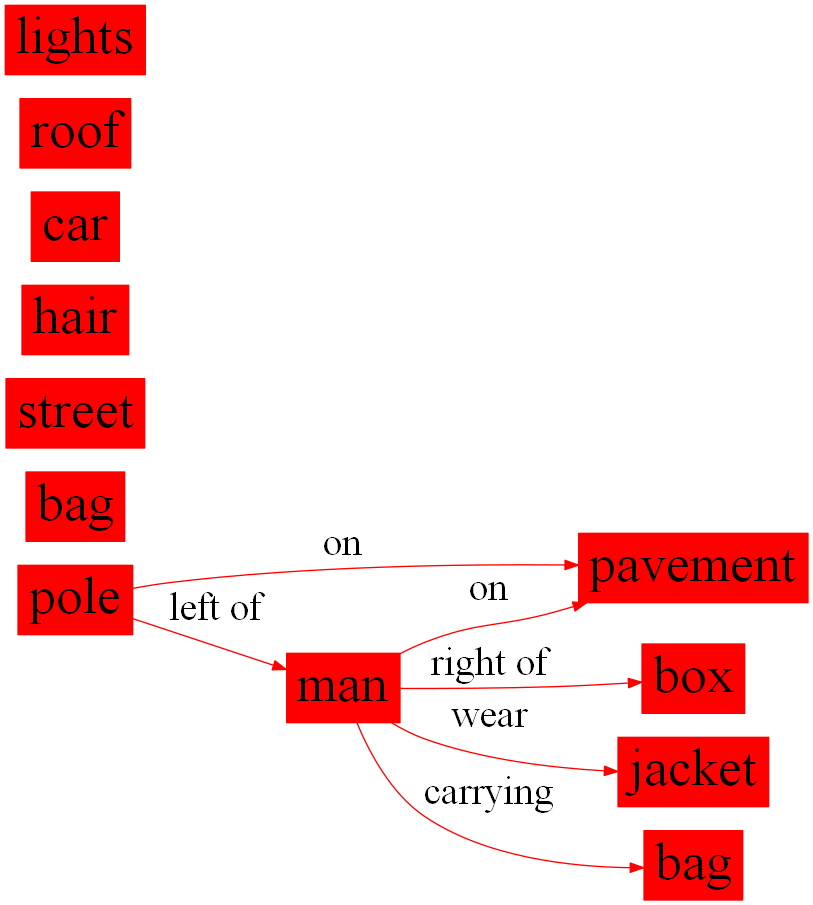 lights
roof
car
hair
street
bag
pole
on
left of
man
on
right of
wear
carrying
pavement
box
jacket
bag